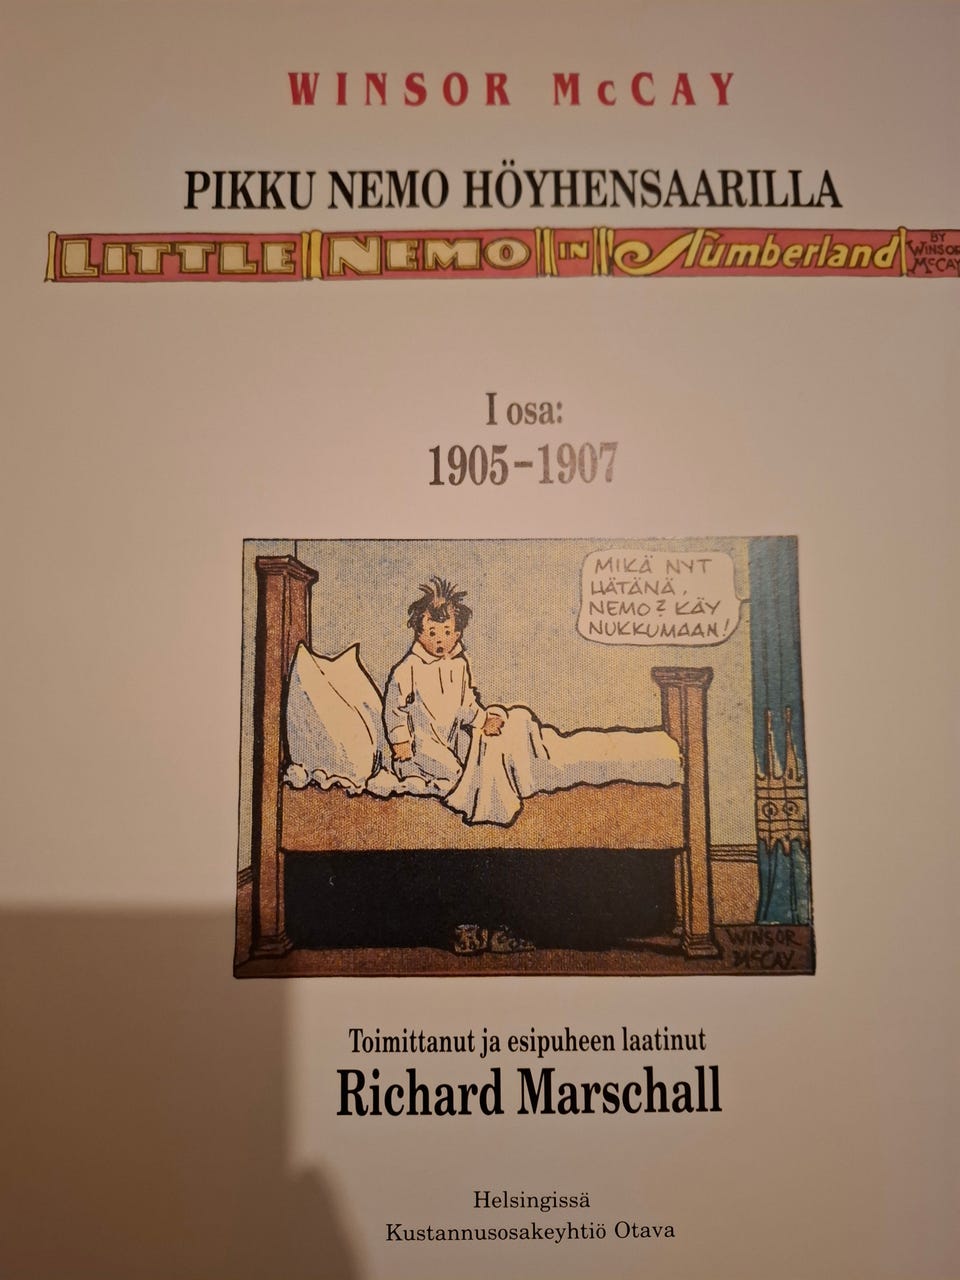 WINSOR McCAY
PIKKU NEMO HÖYHENSAARILLA
LITTLE NEMO IN Slumberland BY WINSOR McCAY
I osa:
1905–1907
MIKÄ NYT
HÄTÄNÄ,
NEMO? KÄY
NUKKUMAAN!
WINSOR
McCAY.
Toimittanut ja esipuheen laatinut
Richard Marschall
Helsingissä
Kustannusosakeyhtiö Otava